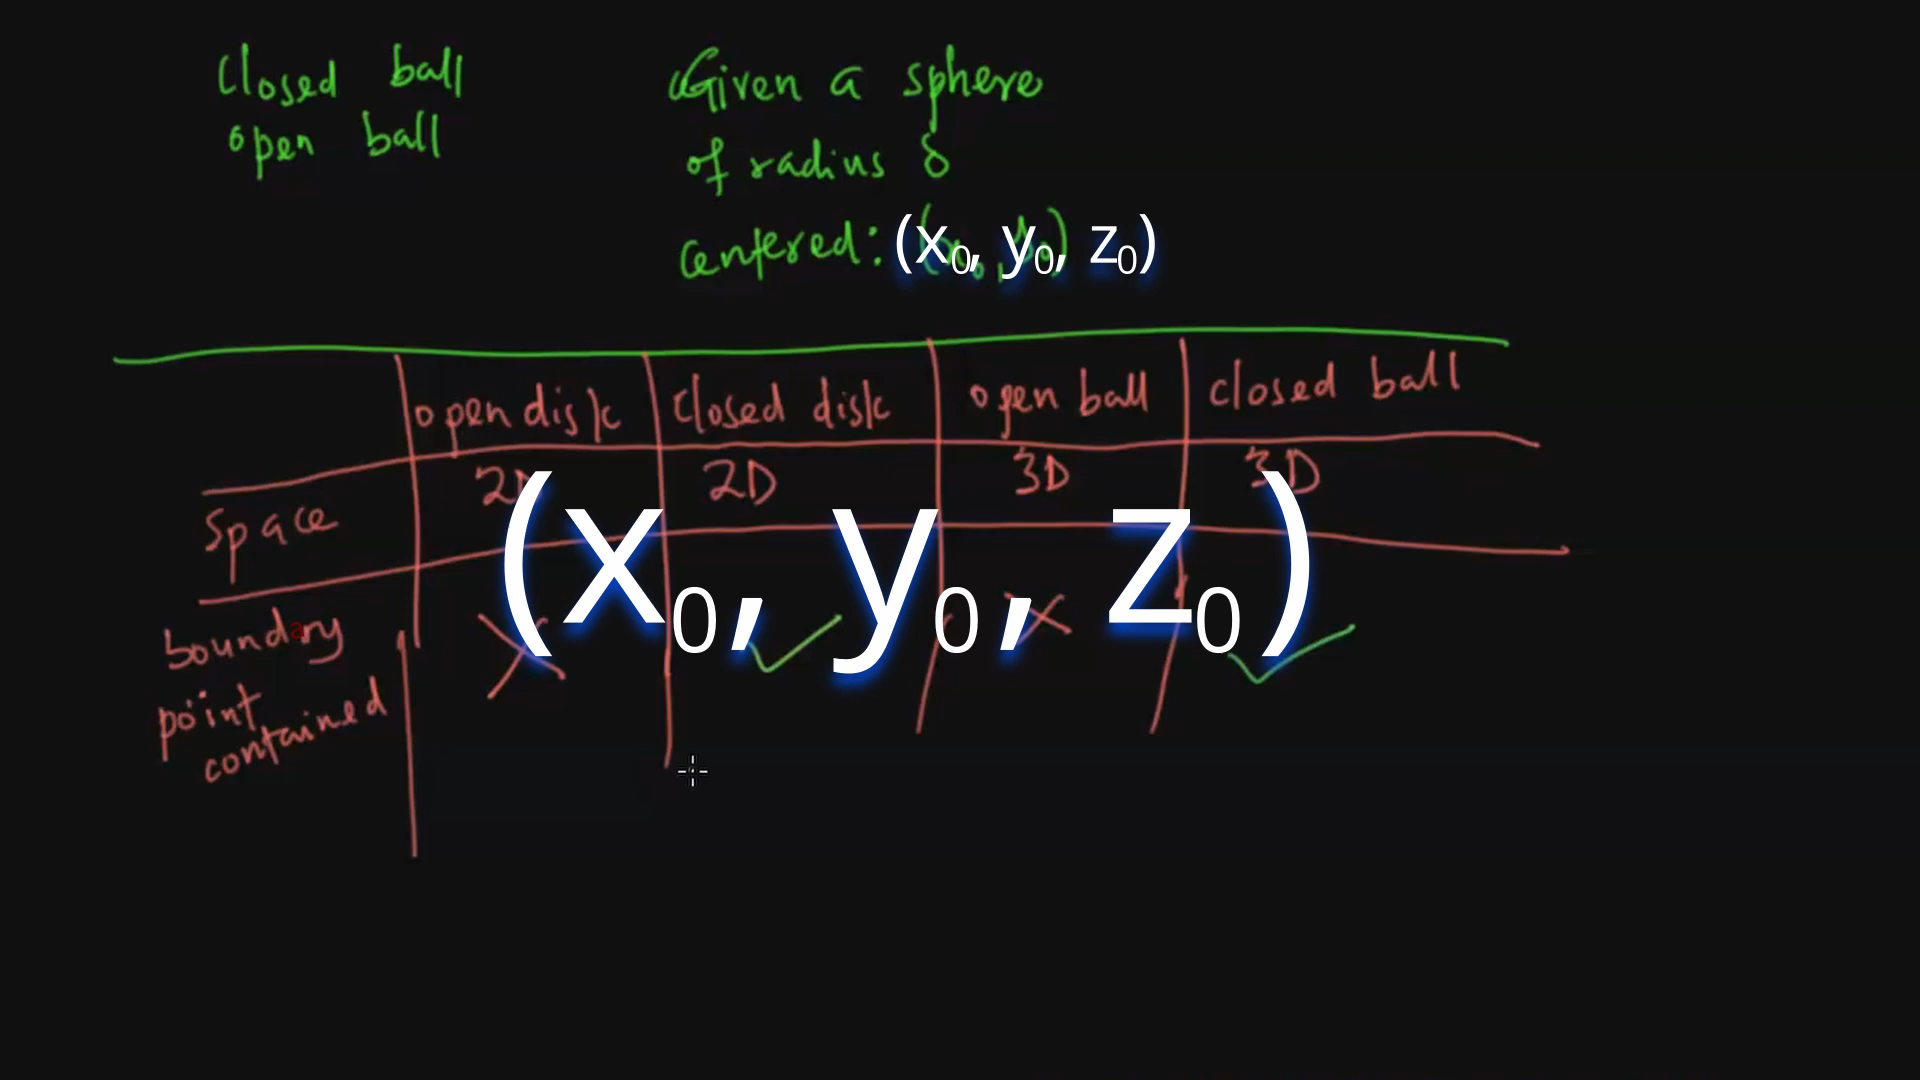 closed ball
open ball
Given a sphere
of radius δ
centered: (x₀, y₀, z₀)
open disk closed disk open ball closed ball
Space 2D 2D 3D 3D
(x₀, y₀, z₀)
boundary
point
contained